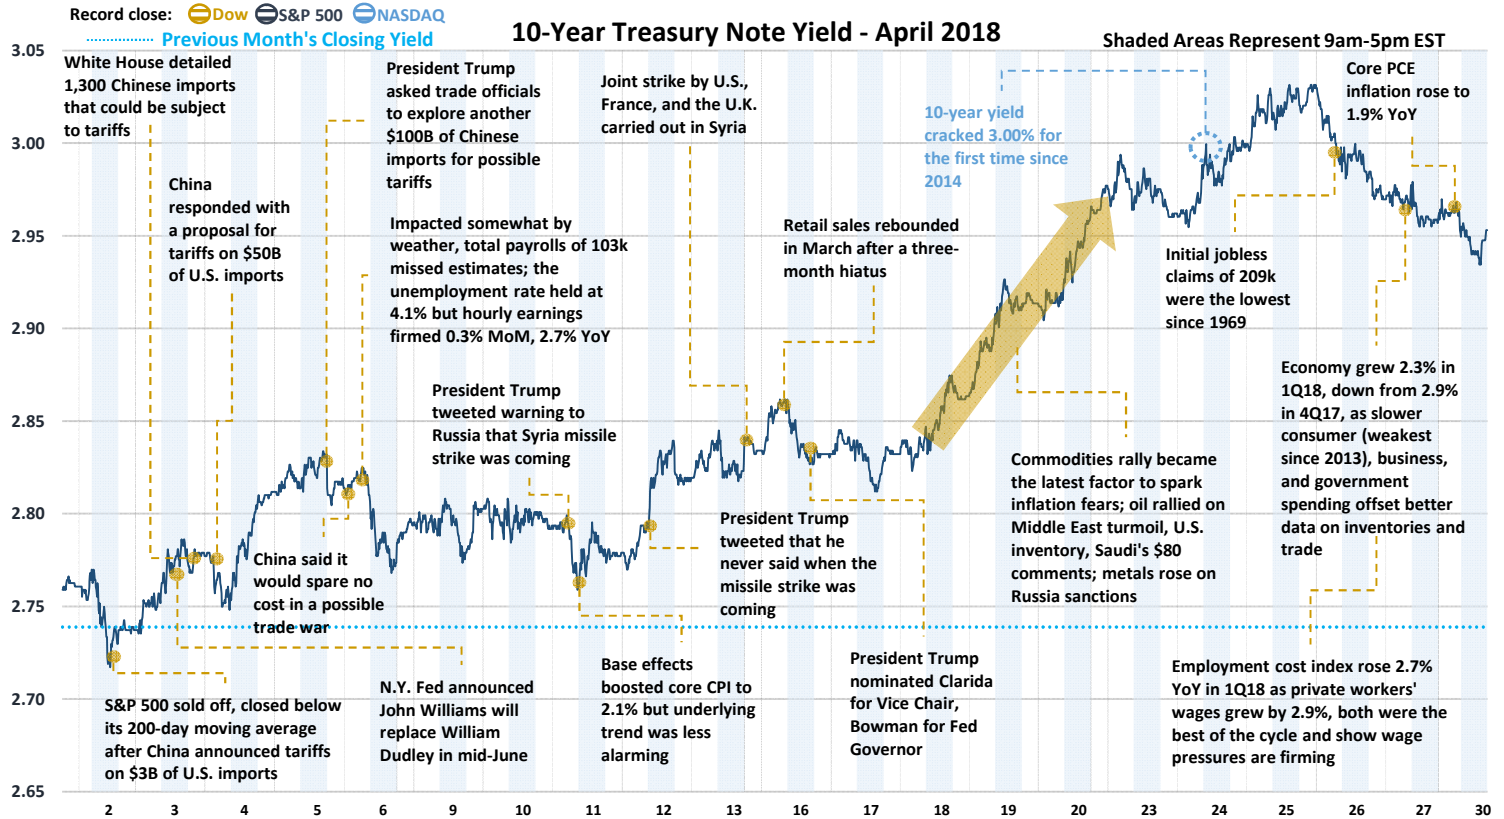 Record close: Dow S&P 500 NASDAQ
Previous Month's Closing Yield
10-Year Treasury Note Yield - April 2018
Shaded Areas Represent 9am-5pm EST
3.05
3.00
2.95
2.90
2.85
2.80
2.75
2.70
2.65
White House detailed
1,300 Chinese imports
that could be subject
to tariffs
China
responded with
a proposal for
tariffs on $50B
of U.S. imports
President Trump
asked trade officials
to explore another
$100B of Chinese
imports for possible
tariffs
Impacted somewhat by
weather, total payrolls of 103k
missed estimates; the
unemployment rate held at
4.1% but hourly earnings
firmed 0.3% MoM, 2.7% YoY
President Trump
tweeted warning to
Russia that Syria missile
strike was coming
Joint strike by U.S.,
France, and the U.K.
carried out in Syria
Retail sales rebounded
in March after a three-
month hiatus
10-year yield
cracked 3.00% for
the first time since
2014
Core PCE
inflation rose to
1.9% YoY
Initial jobless
claims of 209k
were the lowest
since 1969
Economy grew 2.3% in
1Q18, down from 2.9%
in 4Q17, as slower
consumer (weakest
since 2013), business,
and government
spending offset better
data on inventories and
trade
Commodities rally became
the latest factor to spark
inflation fears; oil rallied on
Middle East turmoil, U.S.
inventory, Saudi's $80
comments; metals rose on
Russia sanctions
China said it
would spare no
cost in a possible
trade war
President Trump
tweeted that he
never said when the
missile strike was
coming
S&P 500 sold off, closed below
its 200-day moving average
after China announced tariffs
on $3B of U.S. imports
N.Y. Fed announced
John Williams will
replace William
Dudley in mid-June
Base effects
boosted core CPI to
2.1% but underlying
trend was less
alarming
President Trump
nominated Clarida
for Vice Chair,
Bowman for Fed
Governor
Employment cost index rose 2.7%
YoY in 1Q18 as private workers'
wages grew by 2.9%, both were the
best of the cycle and show wage
pressures are firming
2 3 4 5 6 9 10 11 12 13 16 17 18 19 20 23 24 25 26 27 30